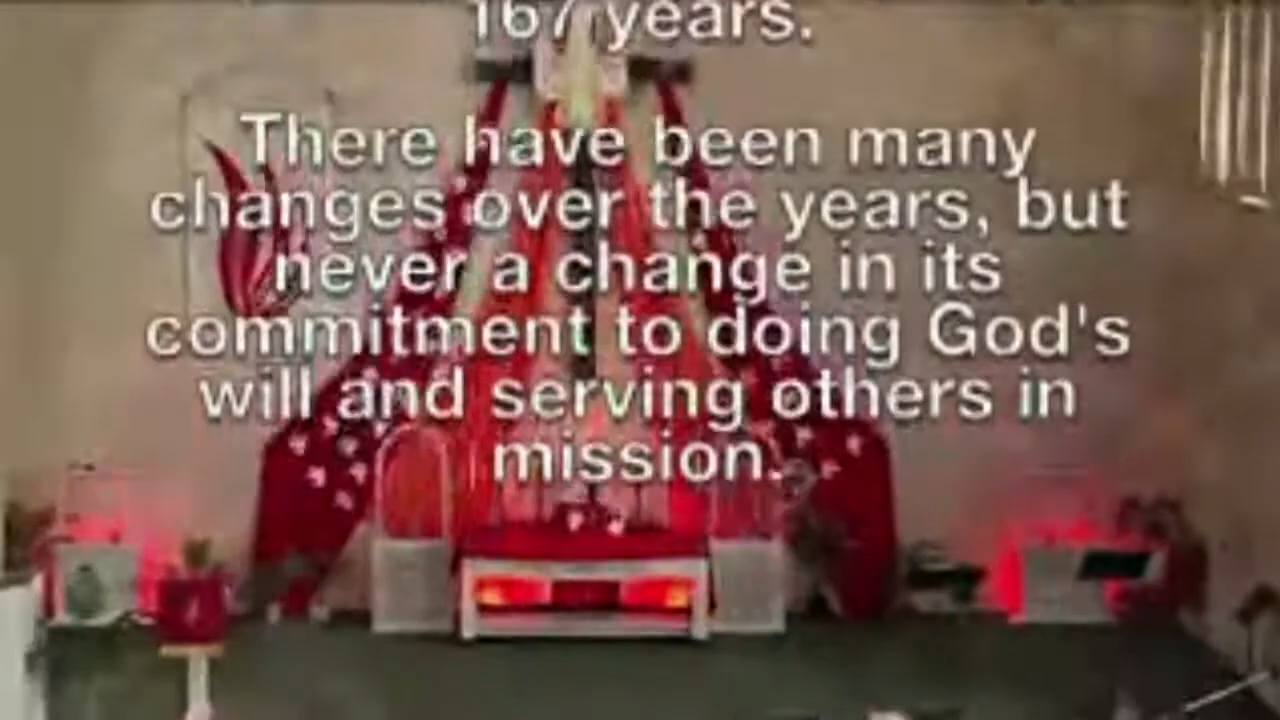 167 years.
There have been many
changes over the years, but
never a change in its
commitment to doing God's
will and serving others in
mission.